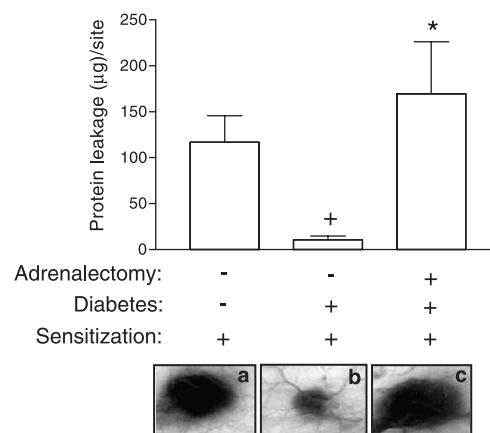 Protein leakage (µg)/site
250
200
150
100
50
0
+
*
Adrenalectomy: - - +
Diabetes: - + +
Sensitization: + + +
a b c